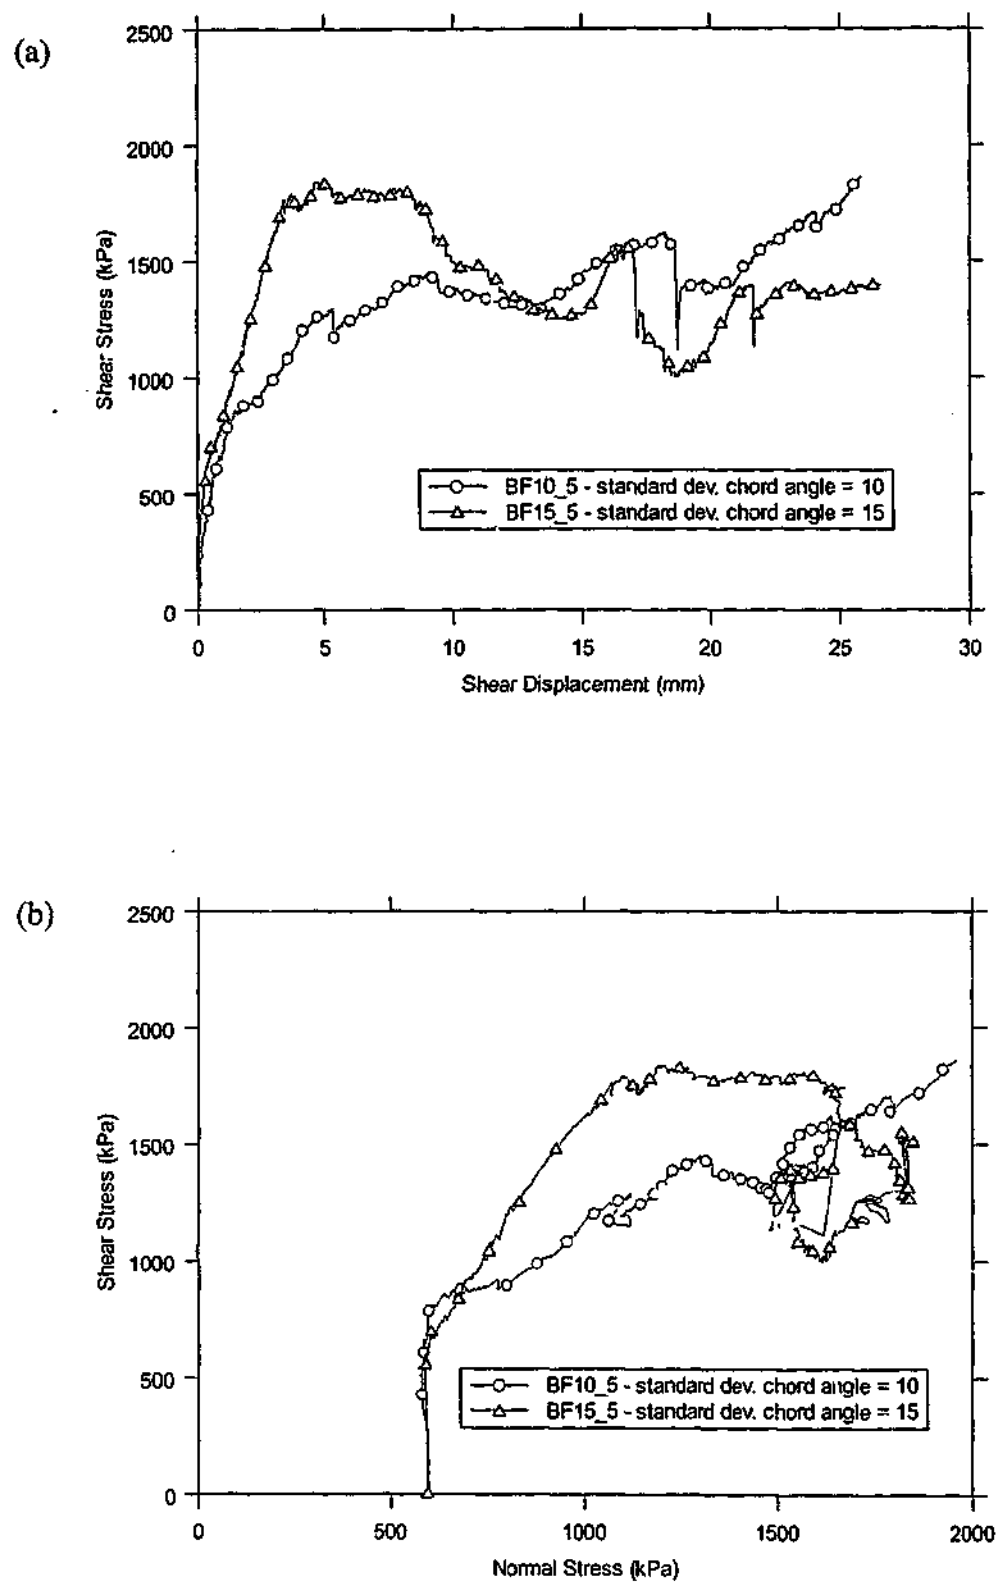 (a)
2500
2000
1500
1000
500
0
Shear Stress (kPa)
BF10_5 - standard dev. chord angle = 10
BF15_5 - standard dev. chord angle = 15
0 5 10 15 20 25 30
Shear Displacement (mm)
(b)
2500
2000
1500
1000
500
0
Shear Stress (kPa)
BF10_5 - standard dev. chord angle = 10
BF15_5 - standard dev. chord angle = 15
0 500 1000 1500 2000
Normal Stress (kPa)